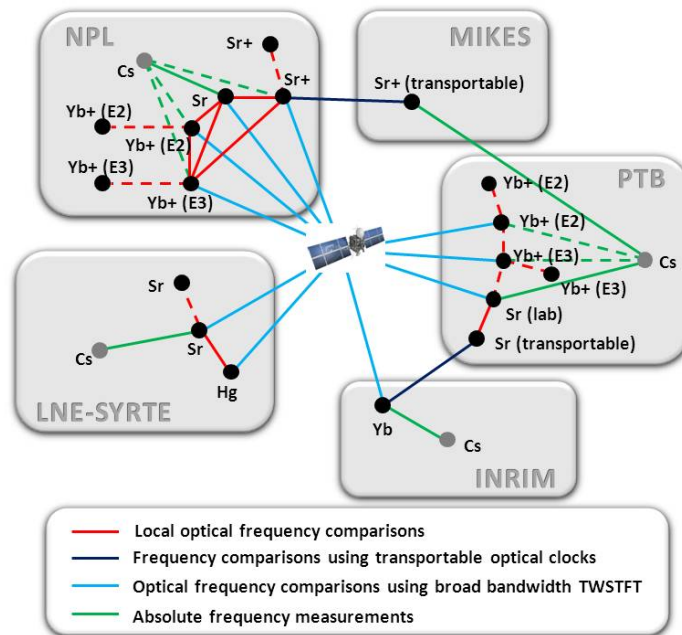 NPL
MIKES
Sr+
Cs
Sr
Sr+
Sr+ (transportable)
Yb+ (E2)
Yb+ (E2)
Yb+ (E3)
Yb+ (E3)
PTB
Yb+ (E2)
Yb+ (E2)
Yb+ (E3)
Yb+ (E3)
Cs
Sr (lab)
Sr (transportable)
Sr
Cs
Sr
Hg
LNE-SYRTE
Yb
Cs
INRIM
Local optical frequency comparisons
Frequency comparisons using transportable optical clocks
Optical frequency comparisons using broad bandwidth TWSTFT
Absolute frequency measurements